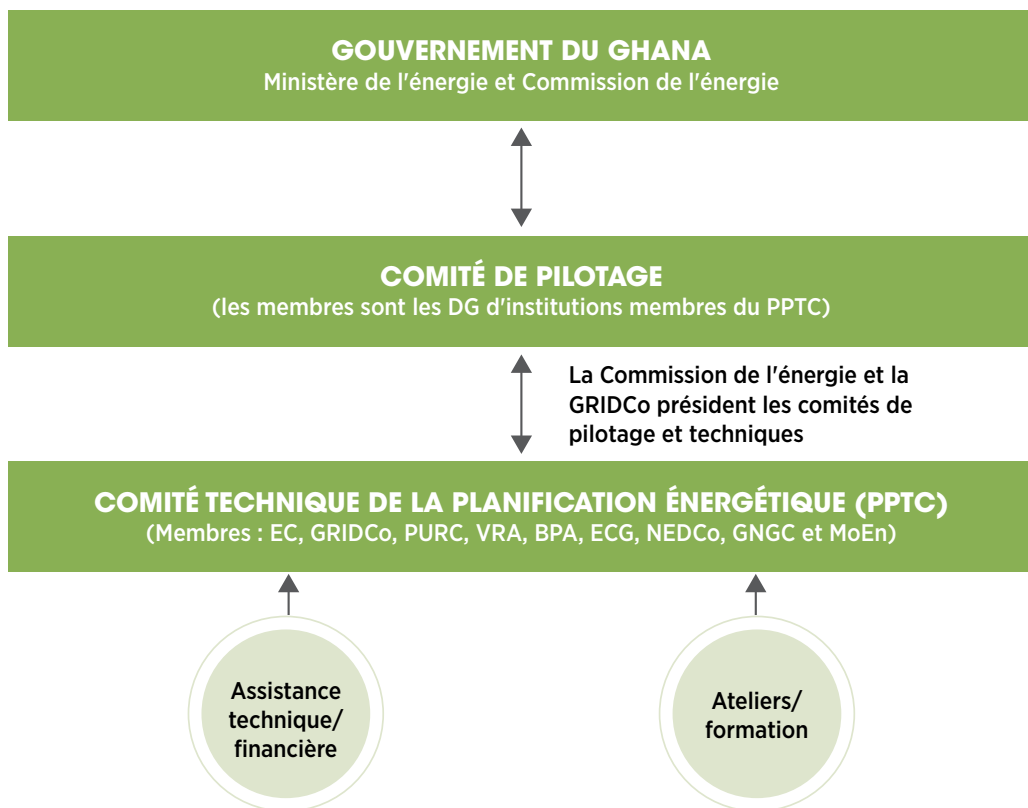 GOUVERNEMENT DU GHANA
Ministère de l'énergie et Commission de l'énergie
COMITÉ DE PILOTAGE
(les membres sont les DG d'institutions membres du PPTC)
La Commission de l'énergie et la
GRIDCo président les comités de
pilotage et techniques
COMITÉ TECHNIQUE DE LA PLANIFICATION ÉNERGÉTIQUE (PPTC)
(Membres : EC, GRIDCo, PURC, VRA, BPA, ECG, NEDCo, GNGC et MoEn)
Assistance
technique/
financière
Ateliers/
formation